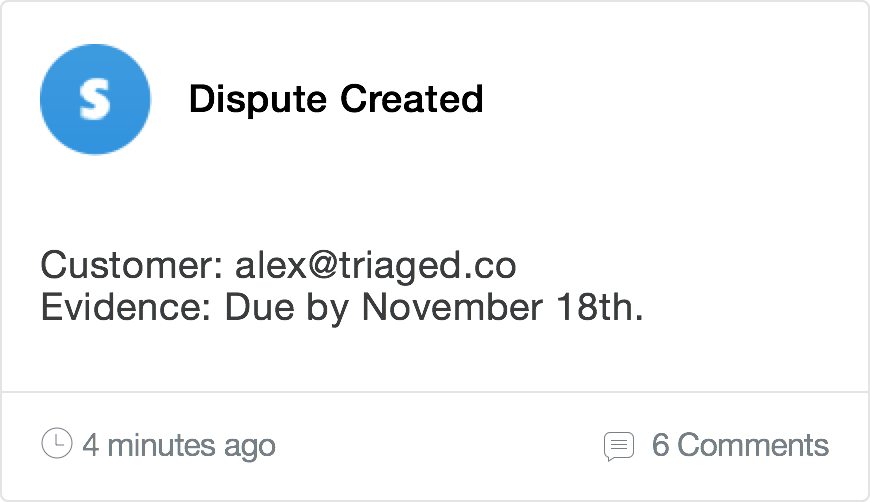 S
Dispute Created
Customer: alex@triaged.co
Evidence: Due by November 18th.
4 minutes ago
6 Comments